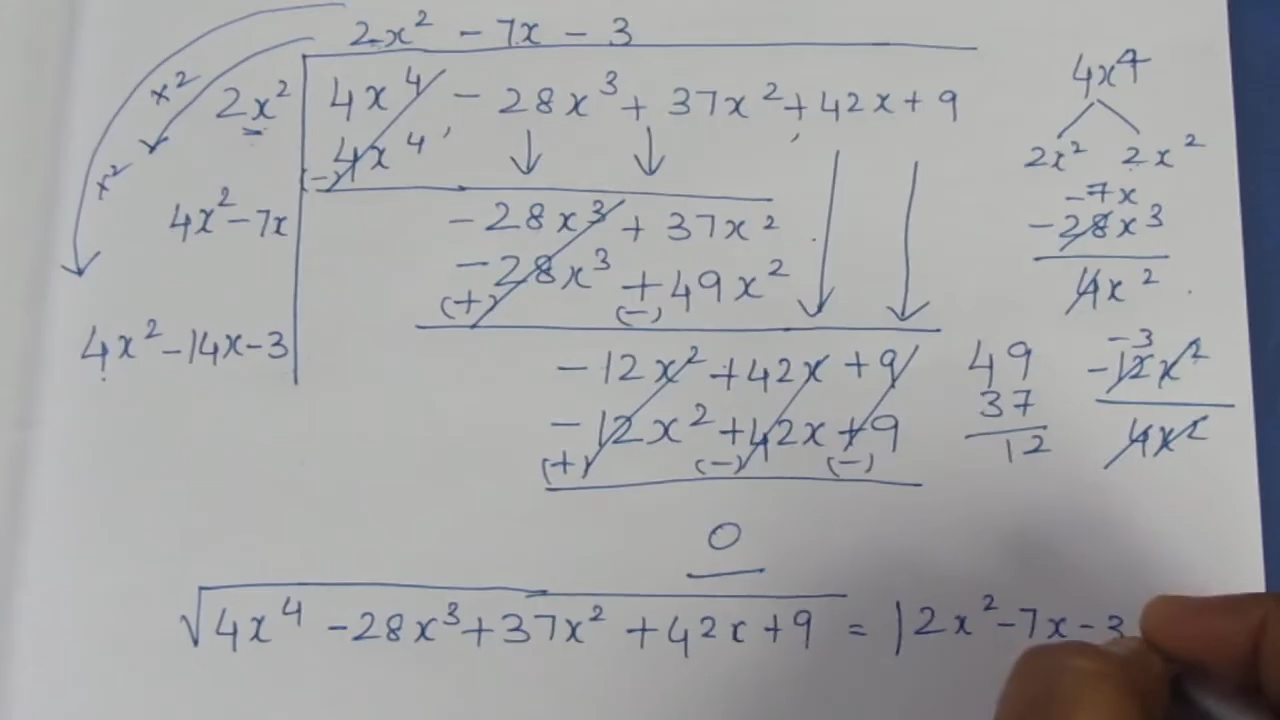 2x² - 7x - 3
x² 2x² 4x⁴ - 28x³ + 37x² + 42x + 9
(-) 4x⁴
x²
4x² - 7x - 28x³ + 37x²
- 28x³ + 49x²
(+) (-)
4x² - 14x - 3 - 12x² + 42x + 9
- 12x² + 42x + 9
(+) (-) (-)
0
4x⁴
2x² 2x²
-7x
-28x³
4x²
49
37
12
-3
-12x²
4x²
√4x⁴ - 28x³ + 37x² + 42x + 9 = |2x² - 7x - 3